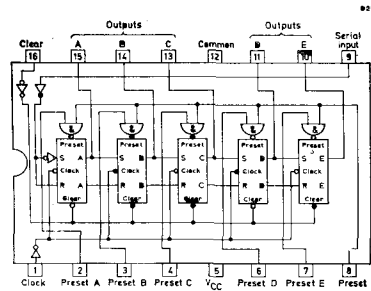 82
Outputs Outputs
Clear A B C Common D E Serial input
16 15 14 13 12 11 10 9
& & & & &
Preset Preset Preset Preset Preset
S A S B S C S D S E
Clock Clock Clock Clock Clock
R A R B R C R D R E
Clear Clear Clear Clear Clear
1 2 3 4 5 6 7 8
Clock Preset A Preset B Preset C VCC Preset D Preset E Preset